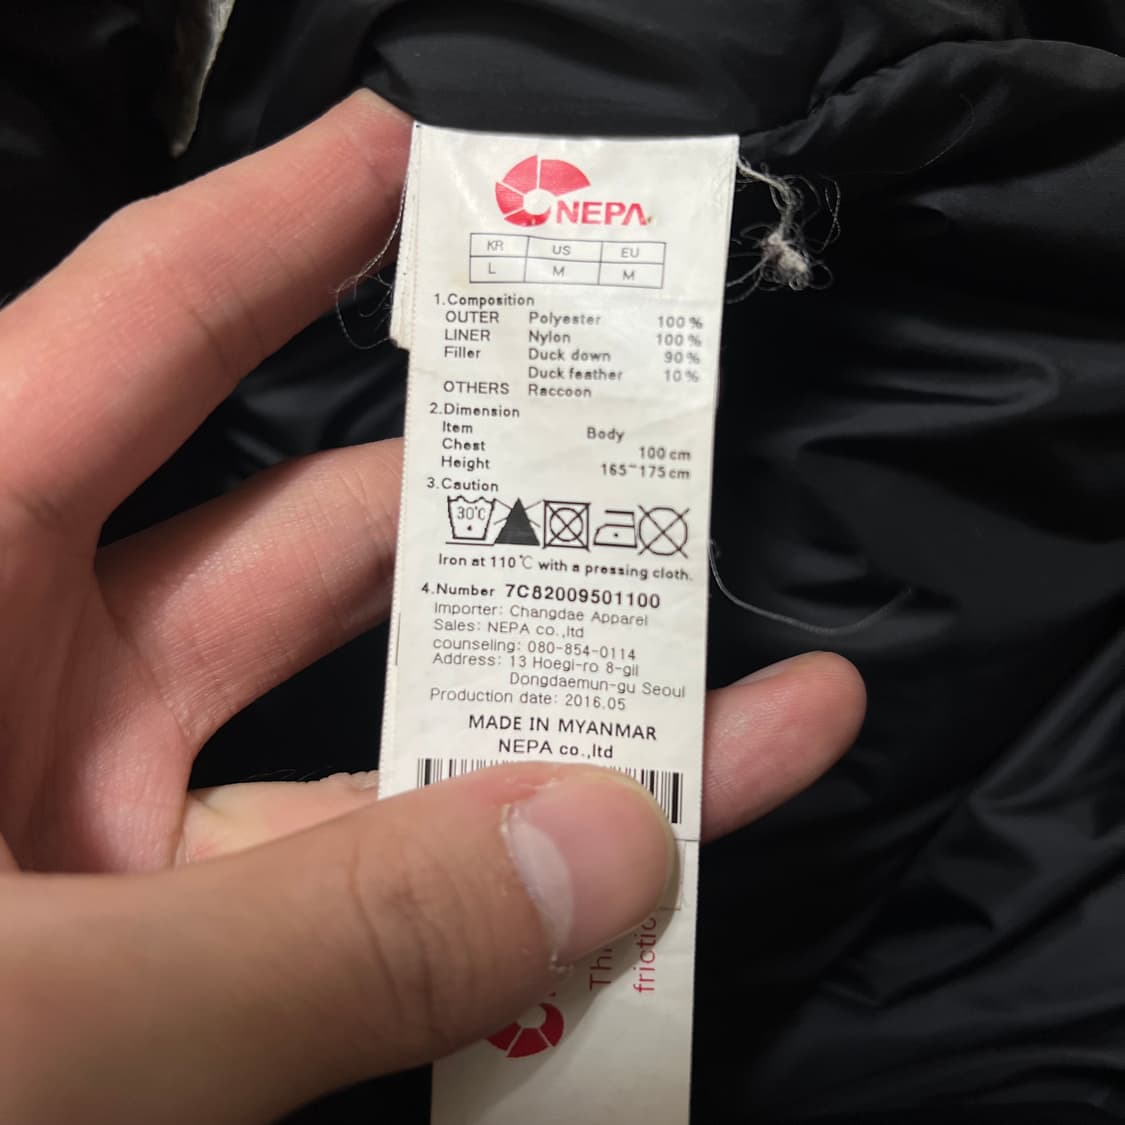 NEPA
KR US EU
L M M
1.Composition
OUTER Polyester 100%
LINER Nylon 100%
Filler Duck down 90%
Duck feather 10%
OTHERS Raccoon
2.Dimension
Item Body
Chest 100 cm
Height 165~175 cm
3.Caution
30℃
Iron at 110℃ with a pressing cloth.
4.Number 7C82009501100
Importer: Changdae Apparel
Sales: NEPA co.,ltd
counseling: 080-854-0114
Address: 13 Hoegi-ro 8-gil
Dongdaemun-gu Seoul
Production date: 2016.05
MADE IN MYANMAR
NEPA co.,ltd